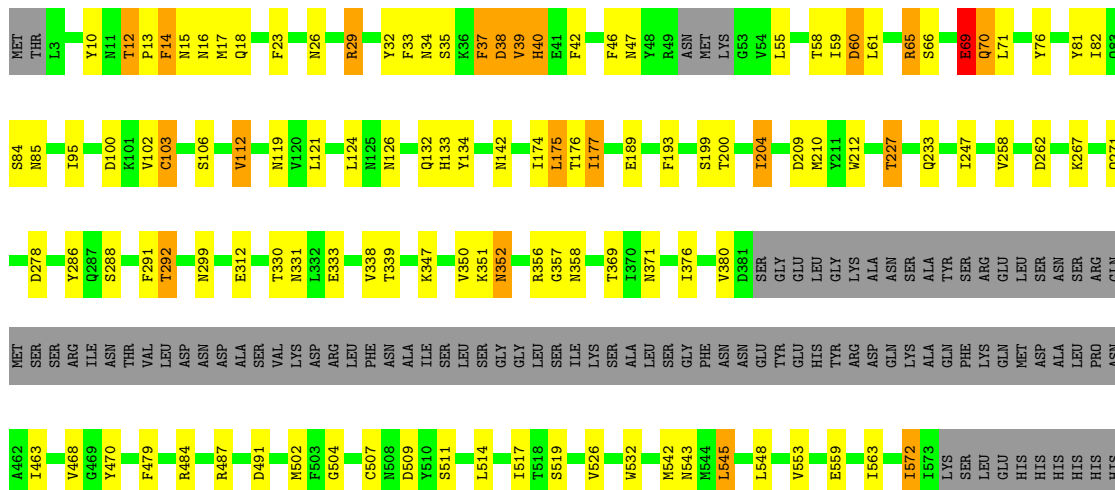 MET THR L3 Y10 N11 T12 P13 F14 N15 N16 M17 Q18 F23 N26 R29 Y32 F33 N34 S35 K36 F37 D38 V39 H40 E41 F42 F46 N47 Y48 R49 ASN MET LYS G53 V54 L55 T58 I59 D60 L61 R65 S66 E69 Q70 L71 Y76 Y81 I82
S84 N85 I95 D100 K101 V102 C103 S106 V112 N119 V120 L121 L124 N125 N126 Q132 H133 Y134 N142 I174 L175 T176 I177 E189 F193 S199 T200 I204 D209 M210 Y211 W212 T227 Q233 I247 V258 D262 K267
D278 Y286 Q287 S288 F291 T292 N299 E312 T330 N331 L332 E333 V338 T339 K347 V350 K351 N352 R356 G357 N358 T369 I370 N371 I376 V380 D381 SER GLY GLU LEU GLY LYS ALA ASN SER ALA TYR SER ARG GLU LEU SER ASN SER ARG GLN
MET SER SER ARG ILE ASN THR VAL LEU ASP ASN ASP ALA SER VAL LYS ASP ARG LEU PHE ASN ALA ILE SER LEU SER GLY GLY LEU SER ILE LYS SER ALA LEU SER GLY PHE ASN ASN GLU TYR GLU HIS TYR ARG ASP GLN LYS ALA GLN PHE LYS GLN MET ASP ALA LEU PRO ASN
A462 I463 V468 G469 Y470 F479 R484 R487 D491 M502 F503 G504 C507 N508 D509 Y510 S511 L514 I517 T518 S519 V526 W532 M542 N543 M544 L545 L548 V553 E559 I563 I572 I573 LYS SER LEU GLY HIS HIS HIS HIS HIS HIS